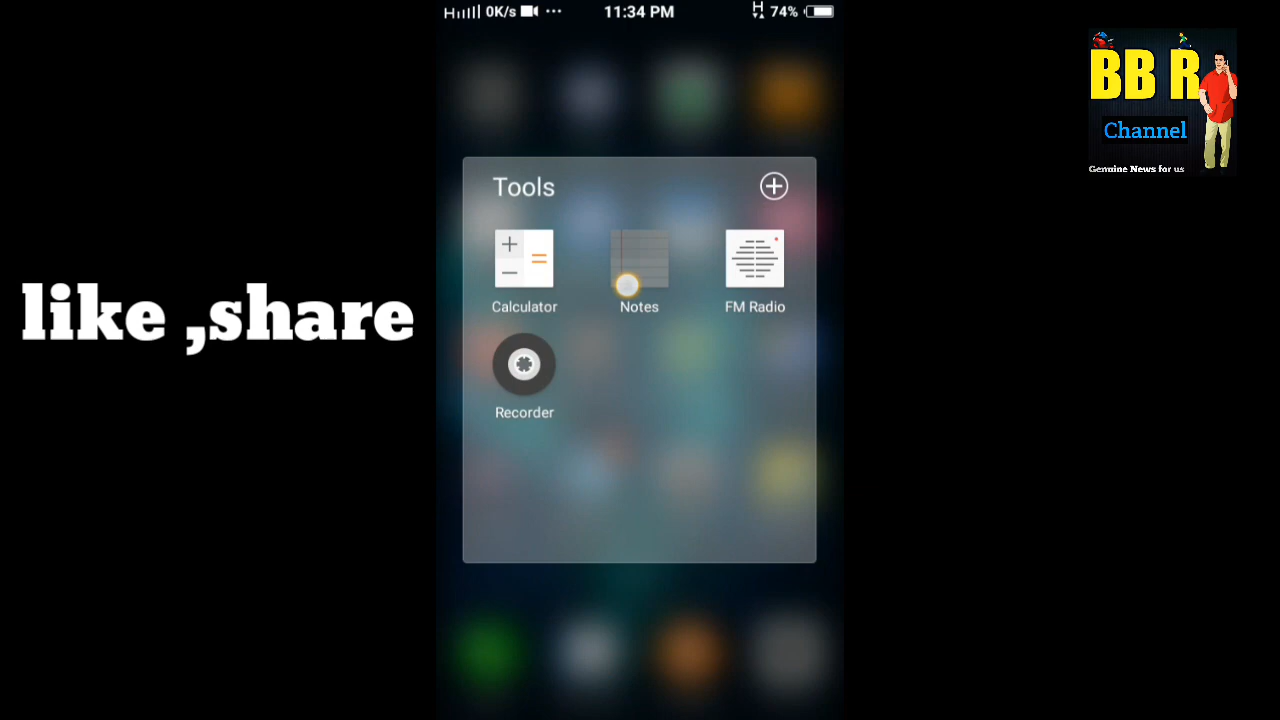 H 0K/s ... 11:34 PM H 74%
BB R
Channel
Genuine News for us
Tools
Calculator Notes FM Radio
like ,share
Recorder